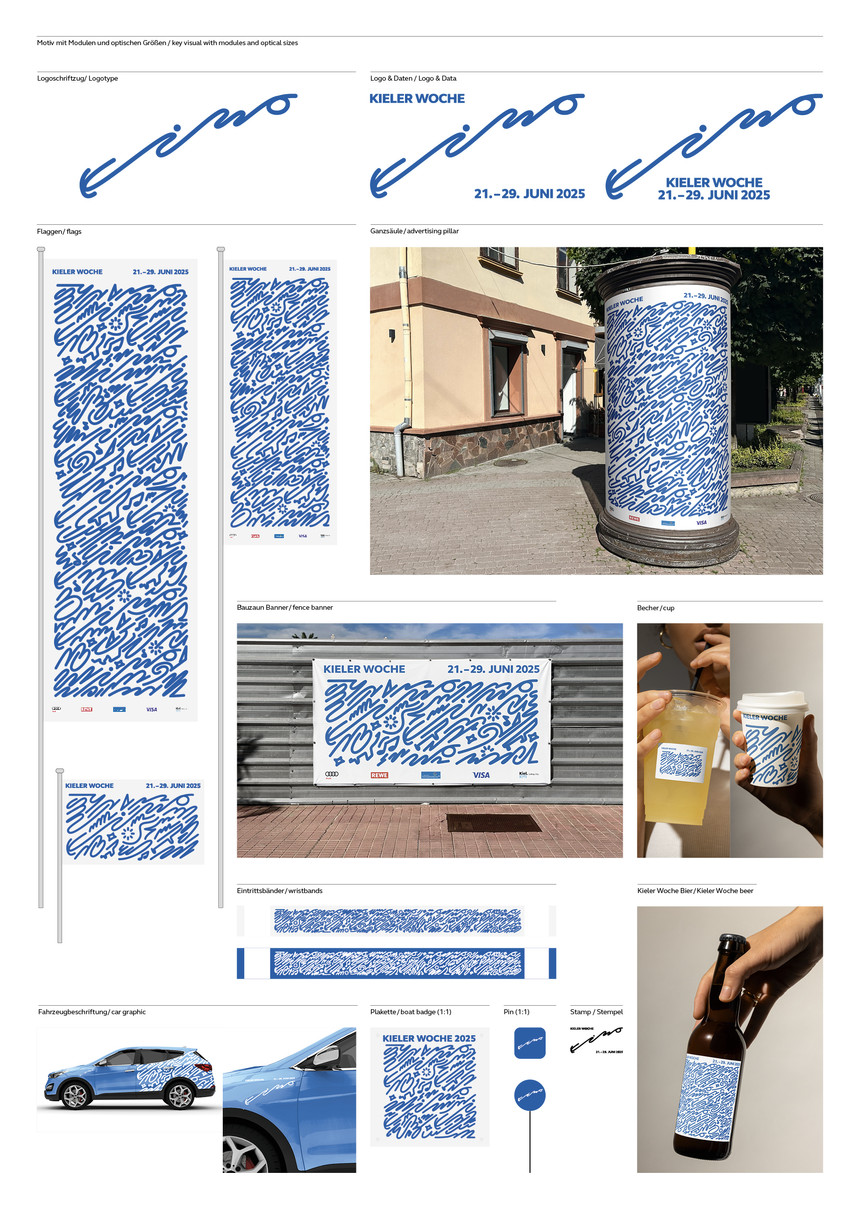 Motiv mit Modulen und optischen Größen / key visual with modules and optical sizes
Logoschriftzug/ Logotype
Logo & Daten / Logo & Data
KIELER WOCHE
21.–29. JUNI 2025
KIELER WOCHE
21.–29. JUNI 2025
Flaggen/ flags
Ganzsäule/ advertising pillar
KIELER WOCHE
21.–29. JUNI 2025
KIELER WOCHE
21.–29. JUNI 2025
KIELER WOCHE
21.–29. JUNI 2025
REWE
VISA
REWE
VISA
REWE
VISA
Bauzaun Banner/ fence banner
Becher/ cup
KIELER WOCHE
21.–29. JUNI 2025
REWE
VISA
Kiel.
KIELER WOCHE
KIELER WOCHE
21.–29. JUNI 2025
Eintrittsbänder/ wristbands
Kieler Woche Bier/ Kieler Woche beer
Fahrzeugbeschriftung/ car graphic
Plakette/ boat badge (1:1)
Pin (1:1)
Stamp / Stempel
KIELER WOCHE 2025
KIELER WOCHE
21.–29. JUNI 2025